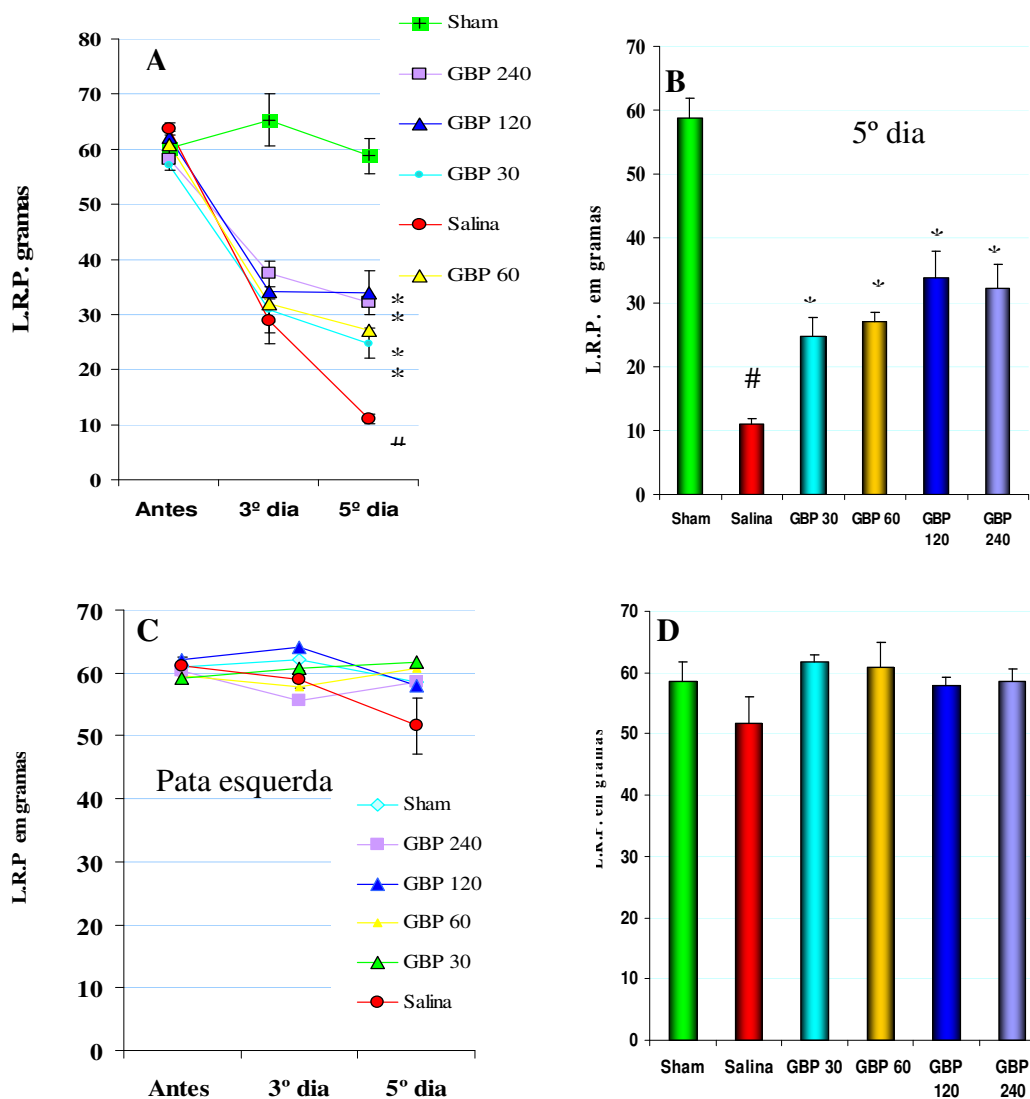 A
L.R.P. gramas
80
70
60
50
40
30
20
10
0
Antes 3º dia 5º dia
Sham
GBP 240
GBP 120
GBP 30
Salina
GBP 60
*
*
*
*
#
B
5º dia
L.R.P. em gramas
70
60
50
40
30
20
10
0
#
* * * *
Sham Salina GBP 30 GBP 60 GBP GBP
120 240
C
L.R.P em gramas
70
60
50
40
30
20
10
0
Pata esquerda
Sham
GBP 240
GBP 120
GBP 60
GBP 30
Salina
Antes 3º dia 5º dia
D
L.R.P. em gramas
70
60
50
40
30
20
10
0
Sham Salina GBP 30 GBP 60 GBP GBP
120 240